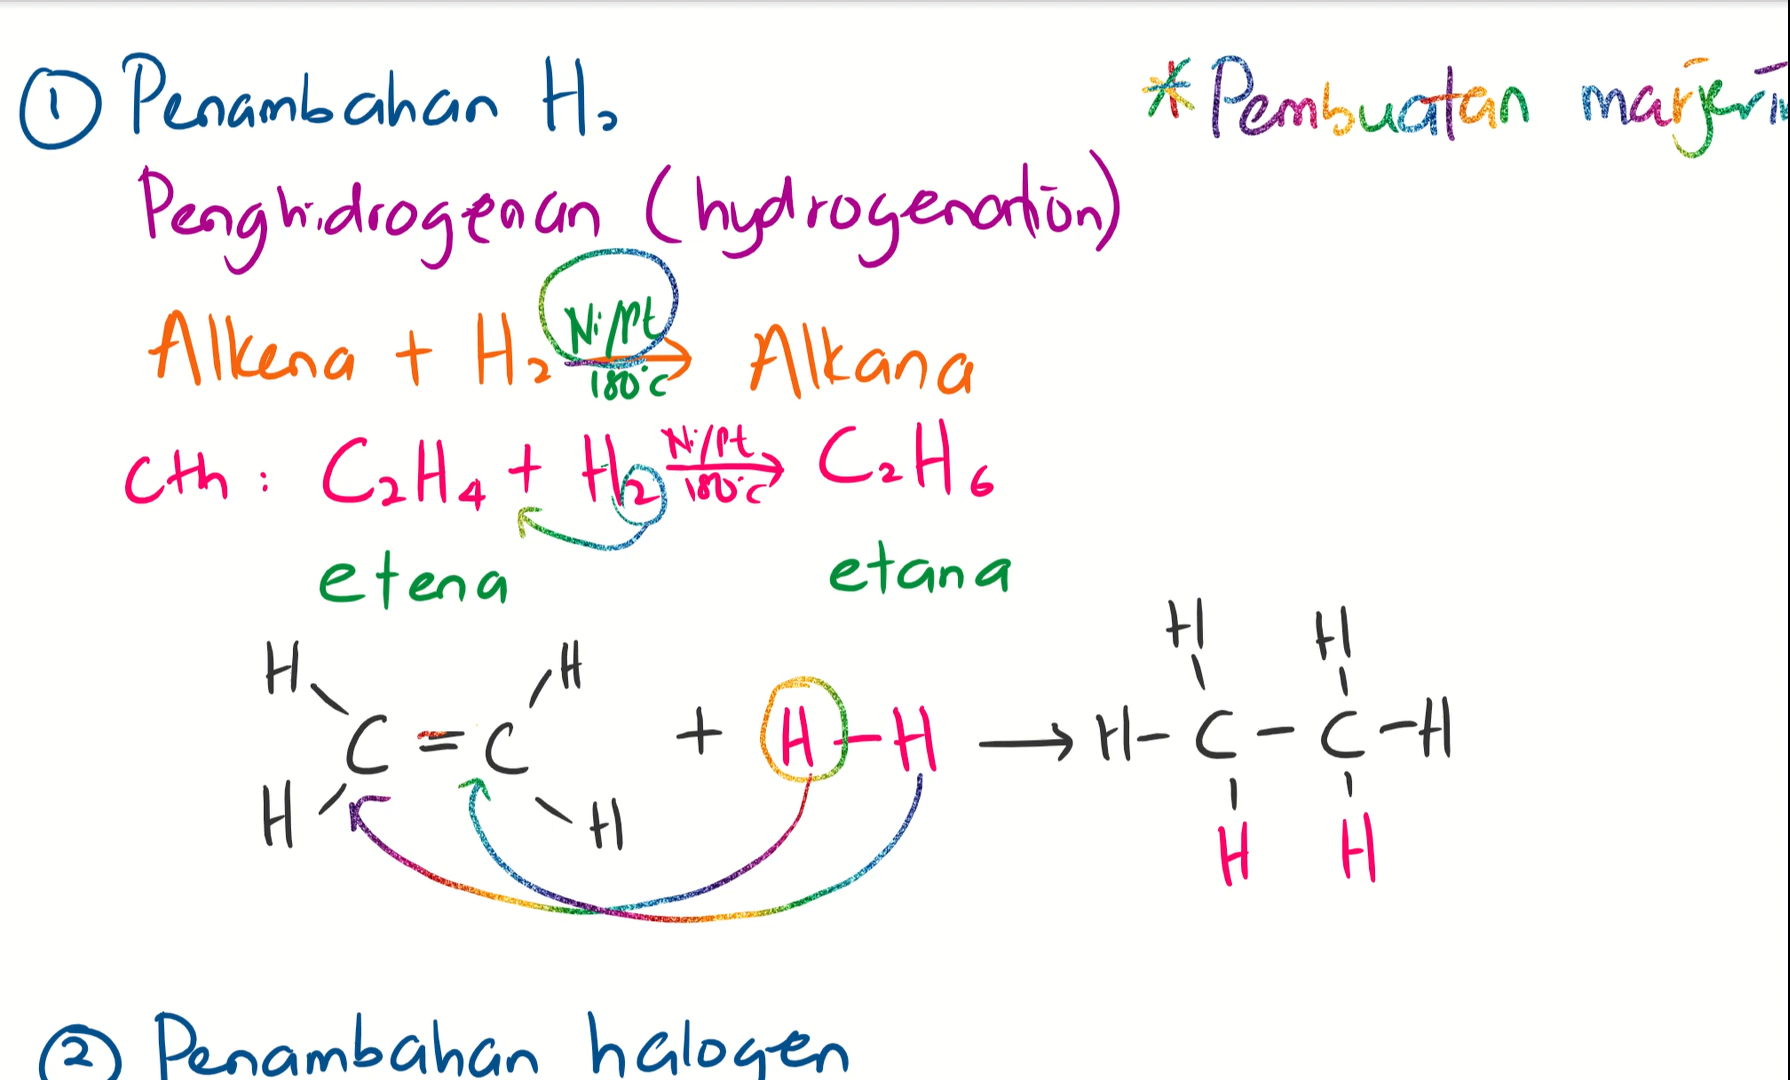 ① Penambahan H₂
* Pembuatan marjerin
Penghidrogenan (hydrogenation)
Alkena + H₂ Ni/Pt 180°C → Alkana
Cth : C₂H₄ + H₂ Ni/Pt 180°C → C₂H₆
etena etana
H H H H
C = C + H-H → H-C-C-H
H H H H
② Penambahan halogen